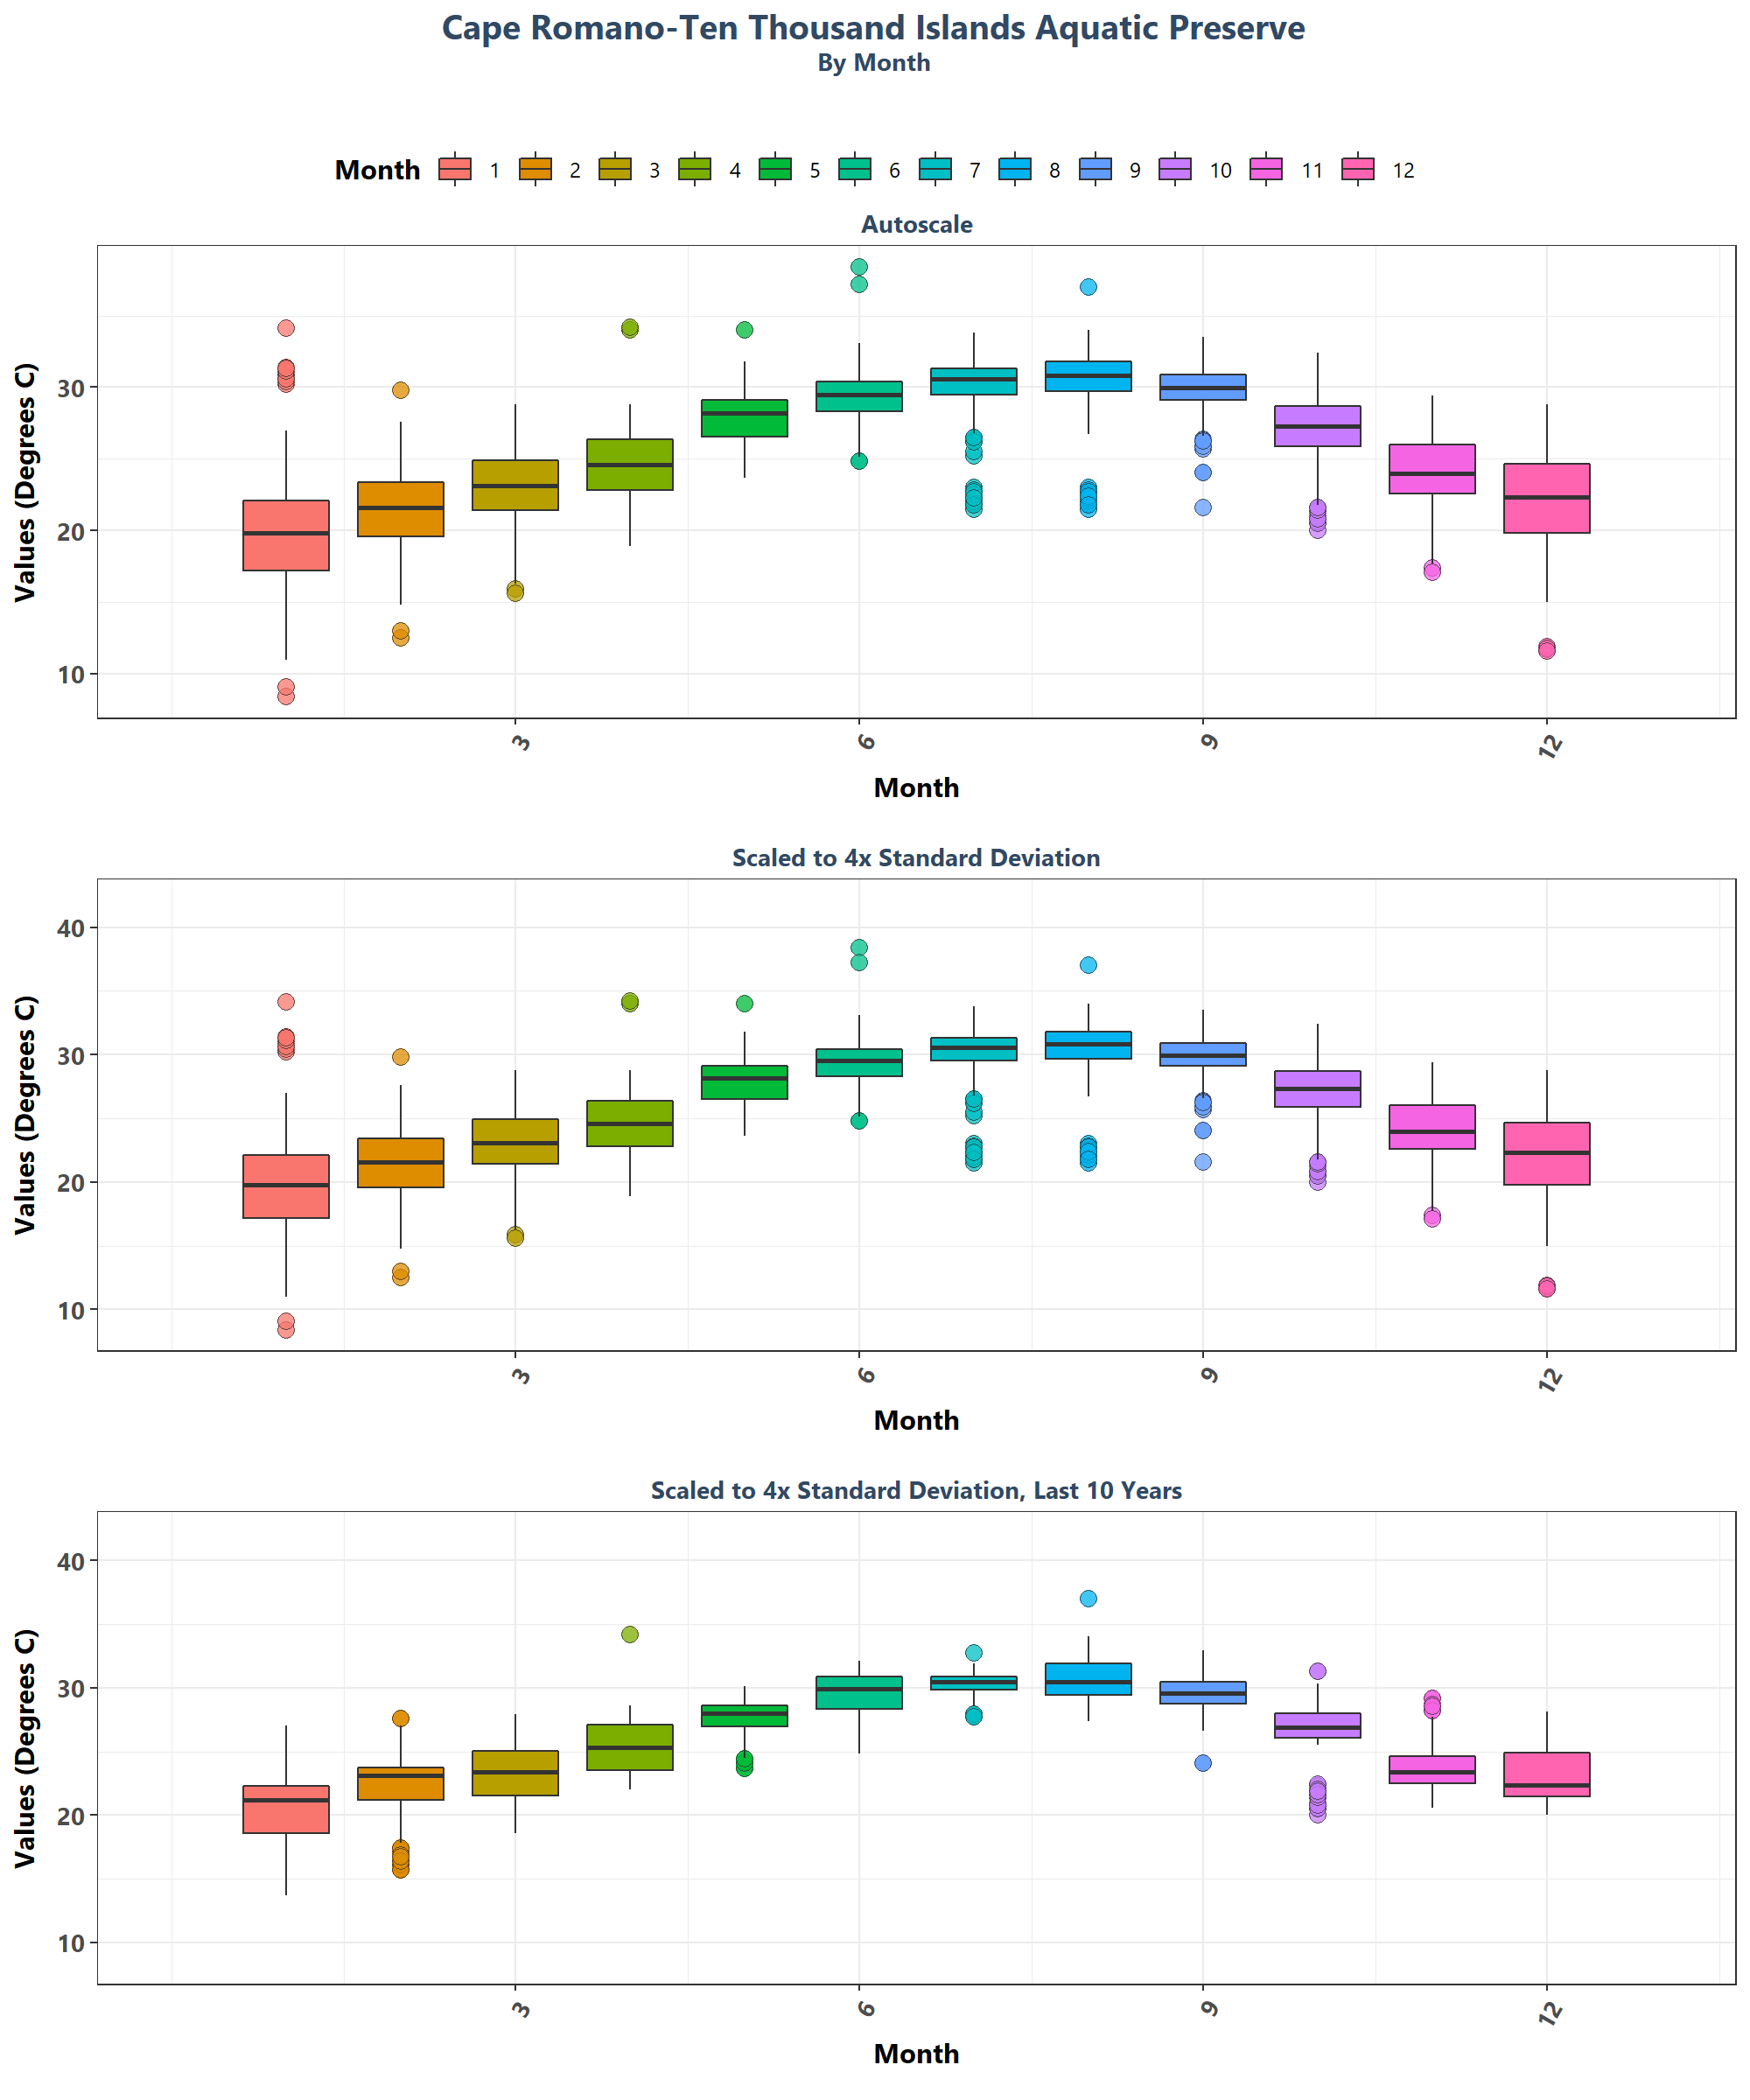 Cape Romano-Ten Thousand Islands Aquatic Preserve
By Month
Month 1 2 3 4 5 6 7 8 9 10 11 12
Autoscale
Values (Degrees C)
30
20
10
3 6 9 12
Month
Scaled to 4x Standard Deviation
Values (Degrees C)
40
30
20
10
3 6 9 12
Month
Scaled to 4x Standard Deviation, Last 10 Years
Values (Degrees C)
40
30
20
10
3 6 9 12
Month